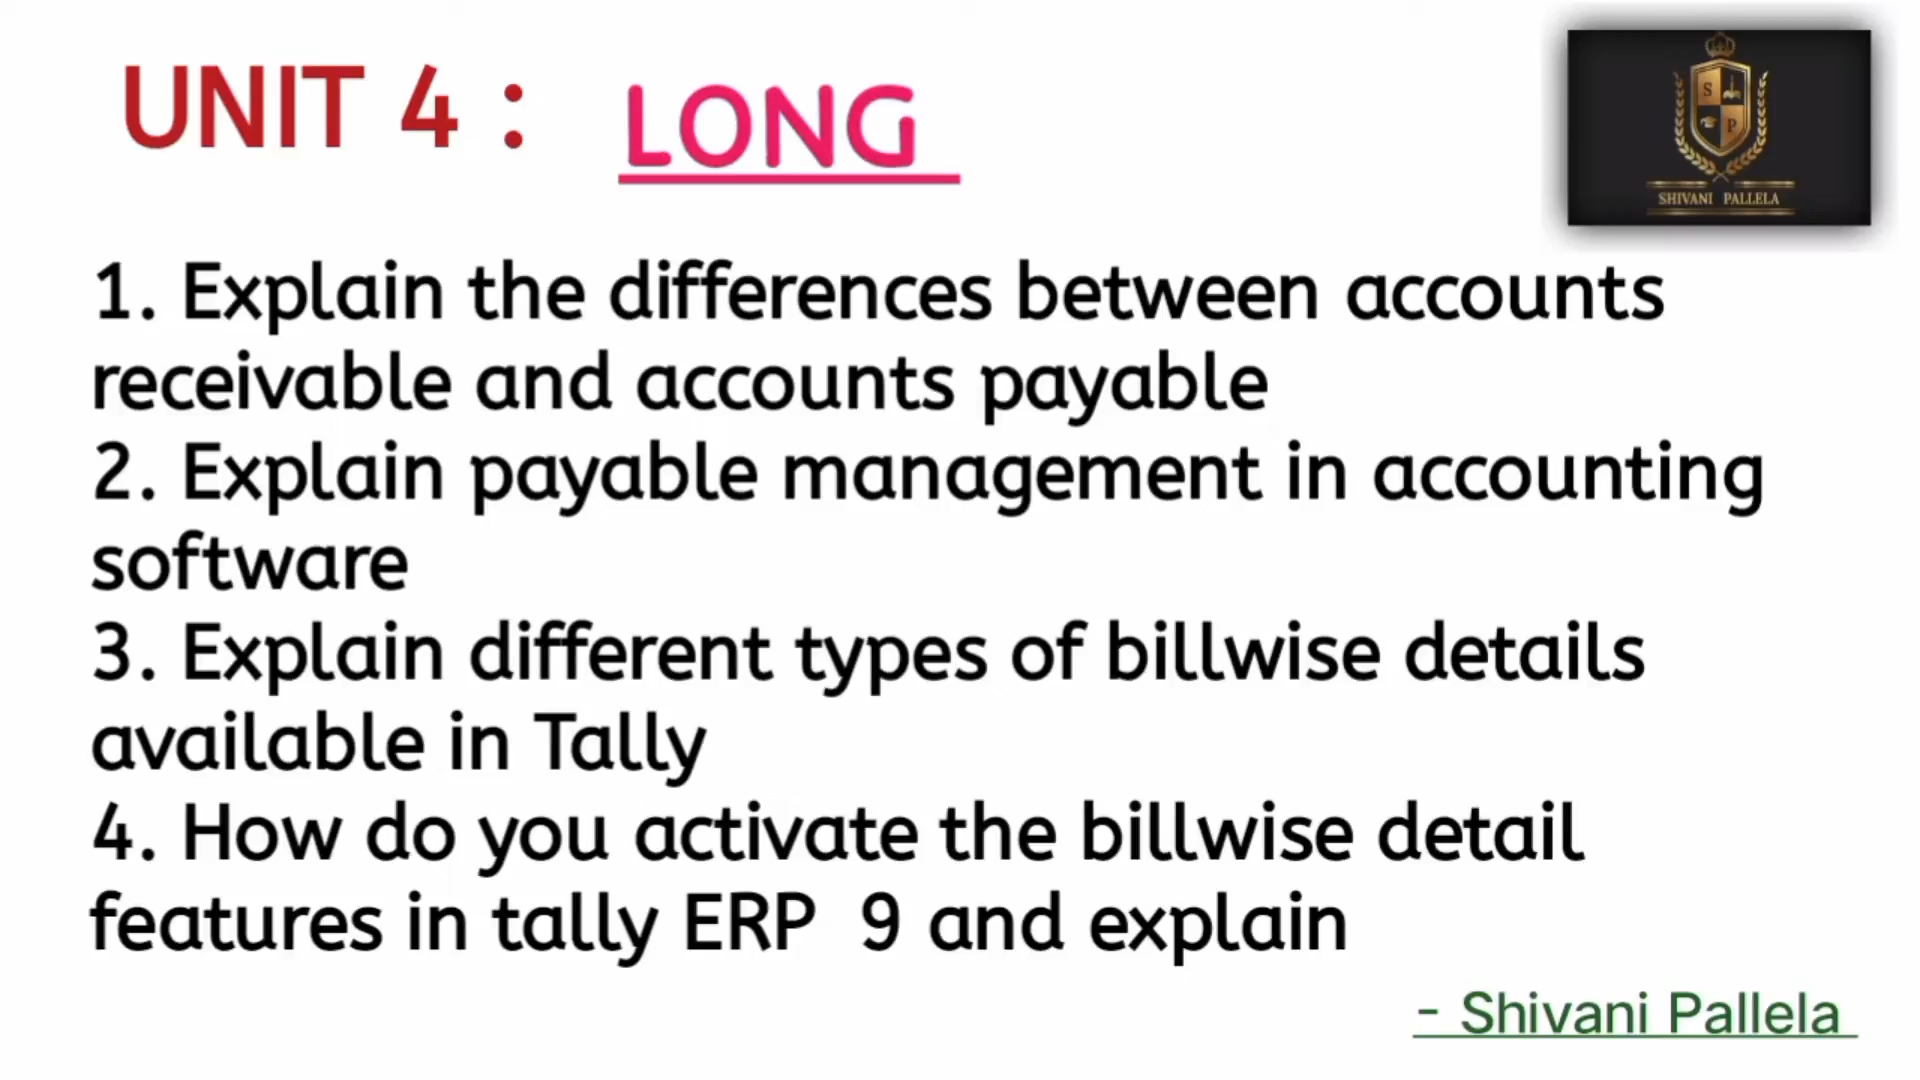 UNIT 4 : LONG
S
P
SHIVANI PALLELA
1. Explain the differences between accounts
receivable and accounts payable
2. Explain payable management in accounting
software
3. Explain different types of billwise details
available in Tally
4. How do you activate the billwise detail
features in tally ERP 9 and explain
- Shivani Pallela